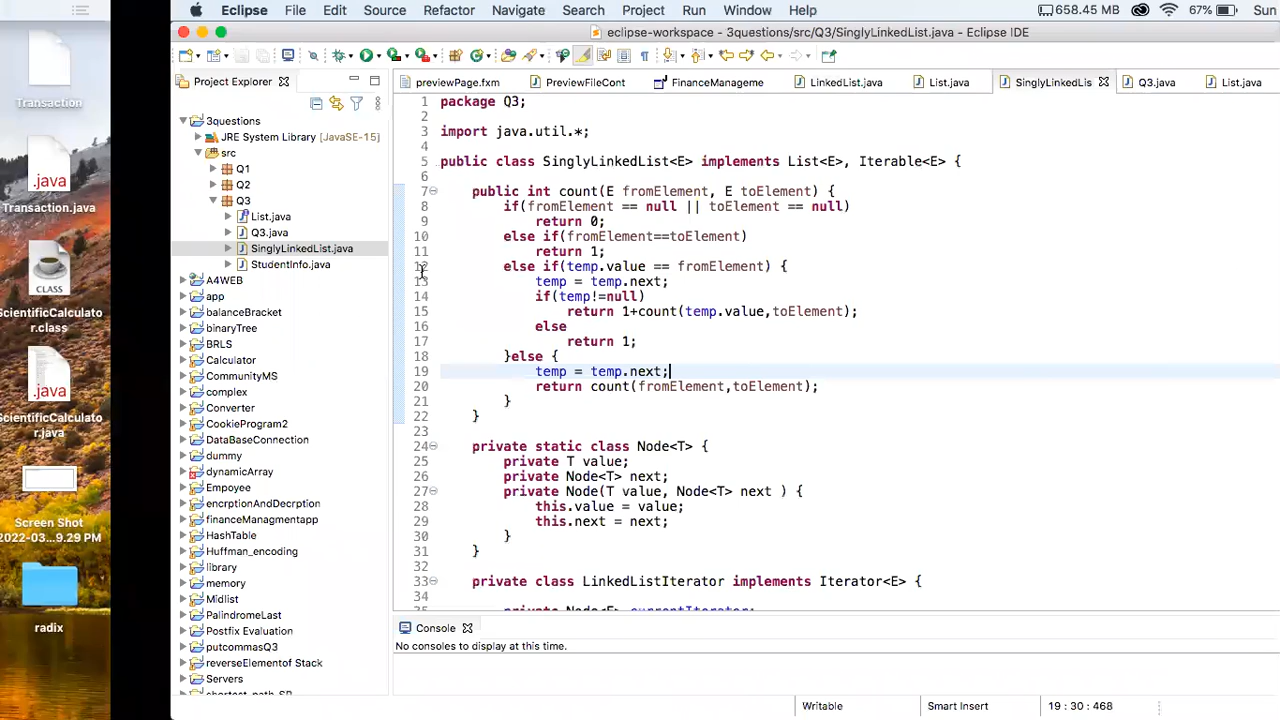 Eclipse File Edit Source Refactor Navigate Search Project Run Window Help 658.45 MB 67% Sun
eclipse-workspace - 3questions/src/Q3/SinglyLinkedList.java - Eclipse IDE
Project Explorer
previewPage.fxm PreviewFileCont FinanceManageme LinkedList.java List.java SinglyLinkedLis Q3.java List.java
Transaction
.java
Transaction.java
CLASS
ScientificCalculato
r.class
.java
ScientificCalculato
r.java
Screen Shot
2022-03...9.29 PM
radix
3questions
JRE System Library [JavaSE-15]
src
Q1
Q2
Q3
List.java
Q3.java
SinglyLinkedList.java
StudentInfo.java
A4WEB
app
balanceBracket
binaryTree
BRLS
Calculator
CommunityMS
complex
Converter
CookieProgram2
DataBaseConnection
dummy
dynamicArray
Empoyee
encrptionAndDecrption
financeManagmentapp
HashTable
Huffman_encoding
library
memory
Midlist
PalindromeLast
Postfix Evaluation
putcommasQ3
reverseElementof Stack
Servers
shortest_path_SP
1 package Q3;
2
3 import java.util.*;
4
5 public class SinglyLinkedList<E> implements List<E>, Iterable<E> {
6
7 public int count(E fromElement, E toElement) {
8 if(fromElement == null || toElement == null)
9 return 0;
10 else if(fromElement==toElement)
11 return 1;
12 else if(temp.value == fromElement) {
13 temp = temp.next;
14 if(temp!=null)
15 return 1+count(temp.value,toElement);
16 else
17 return 1;
18 }else {
19 temp = temp.next;
20 return count(fromElement,toElement);
21 }
22 }
23
24 private static class Node<T> {
25 private T value;
26 private Node<T> next;
27 private Node(T value, Node<T> next ) {
28 this.value = value;
29 this.next = next;
30 }
31 }
33 private class LinkedListIterator implements Iterator<E> {
34
35 private Node<E> currentIterator;
Console
No consoles to display at this time.
Writable Smart Insert 19 : 30 : 468